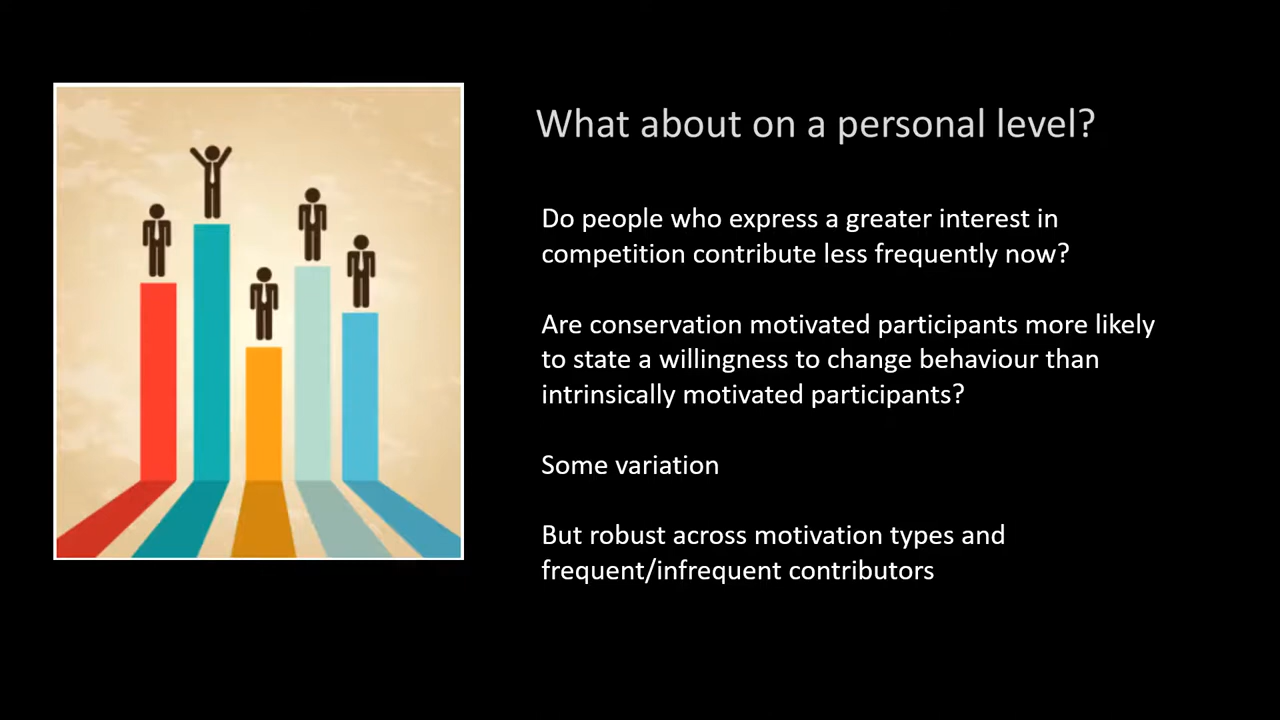 What about on a personal level?
Do people who express a greater interest in
competition contribute less frequently now?
Are conservation motivated participants more likely
to state a willingness to change behaviour than
intrinsically motivated participants?
Some variation
But robust across motivation types and
frequent/infrequent contributors